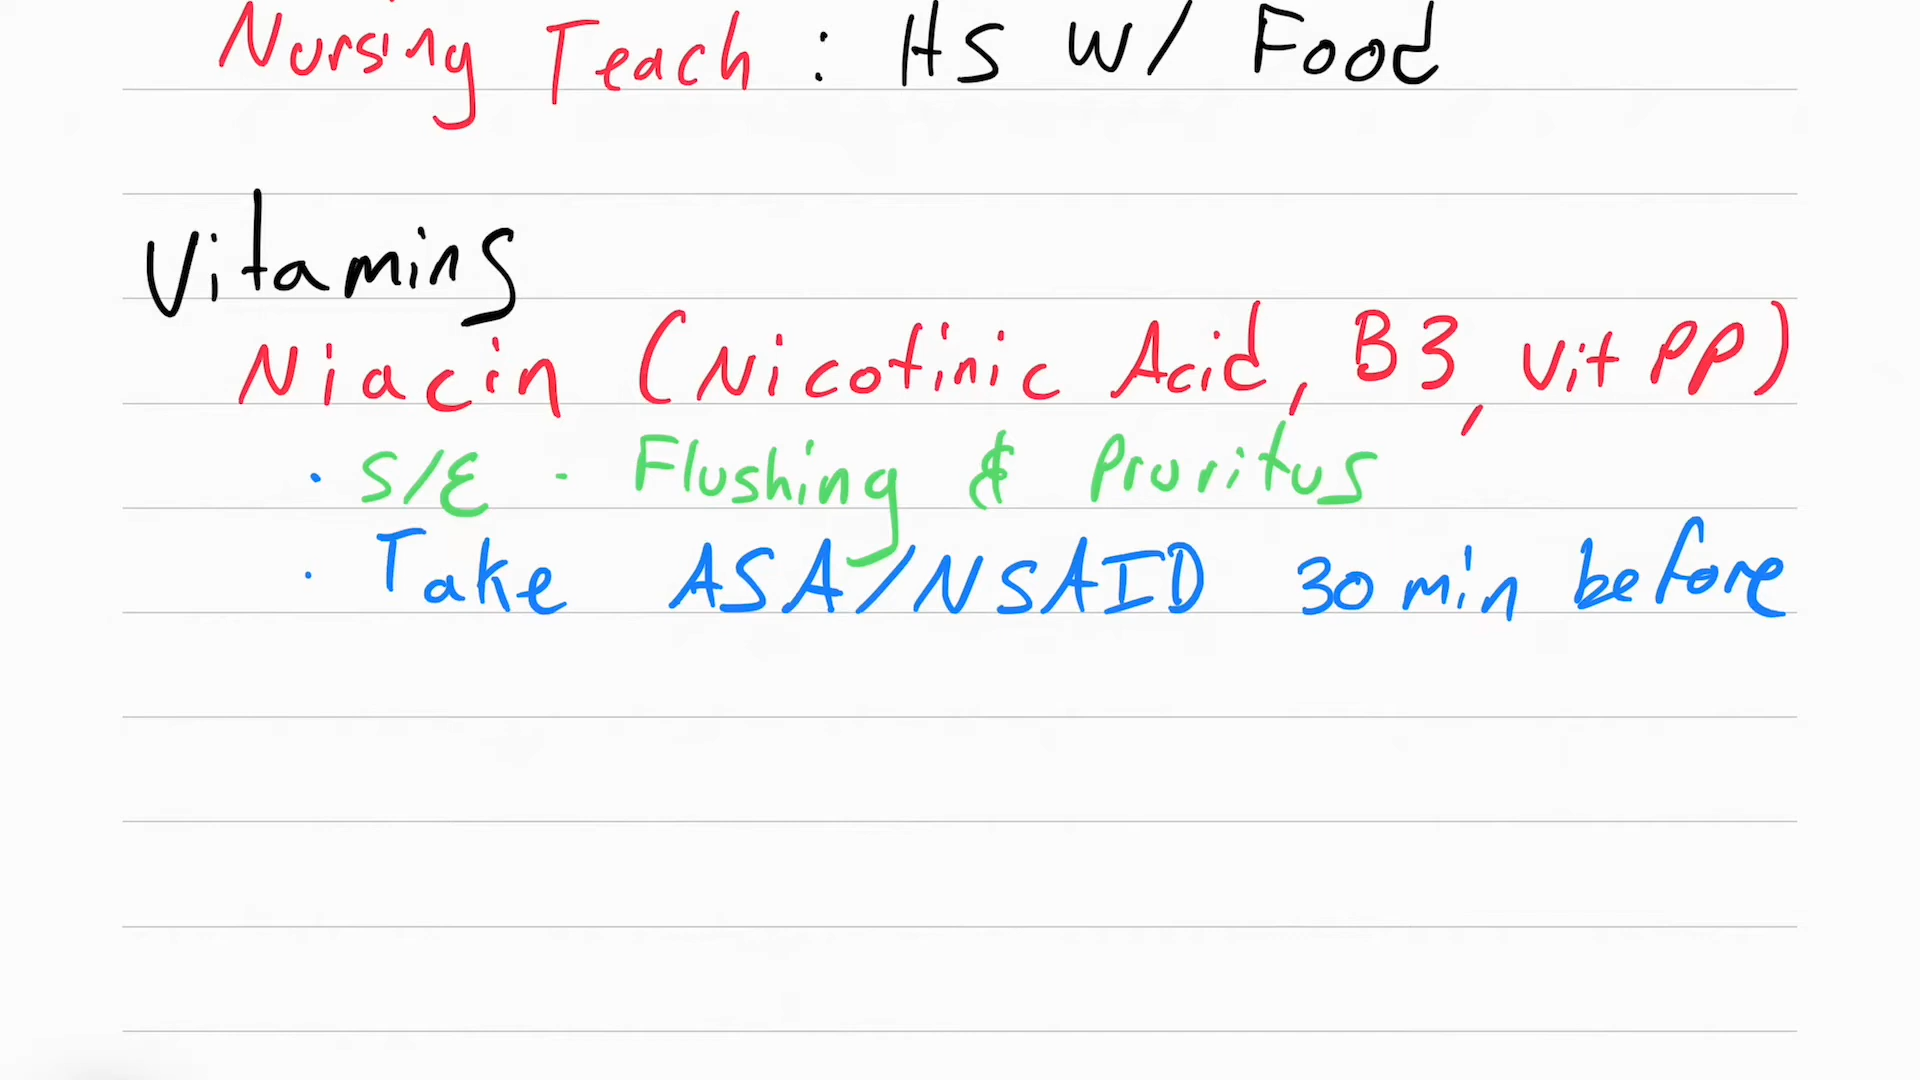 Nursing Teach : HS W/ Food
Vitamins
Niacin (Nicotinic Acid, B3, Vit PP)
· S/E - Flushing & Pruritus
· Take ASA/NSAID 30 min before